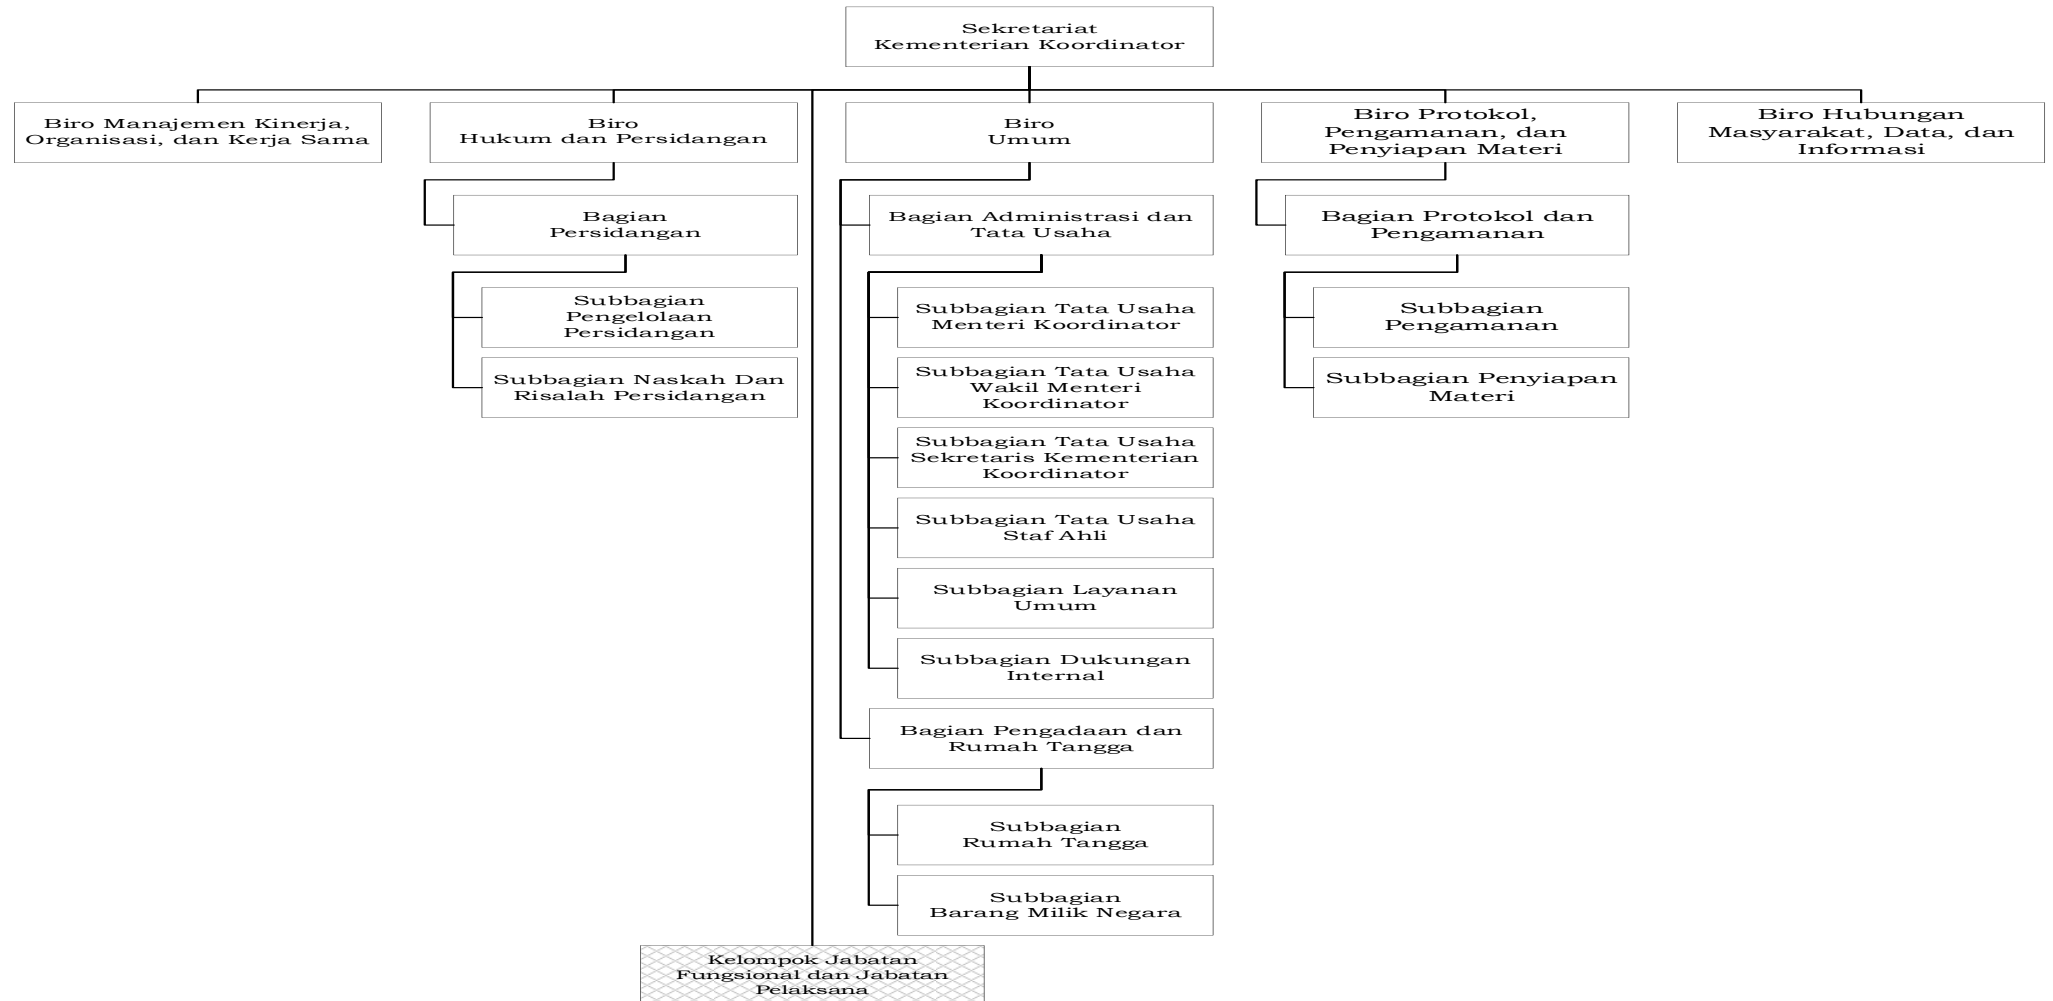 Sekretariat
Kementerian Koordinator
Biro Manajemen Kinerja,
Organisasi, dan Kerja Sama
Biro
Hukum dan Persidangan
Biro
Umum
Biro Protokol,
Pengamanan, dan
Penyiapan Materi
Biro Hubungan
Masyarakat, Data, dan
Informasi
Bagian
Persidangan
Subbagian
Pengelolaan
Persidangan
Subbagian Naskah Dan
Risalah Persidangan
Bagian Administrasi dan
Tata Usaha
Subbagian Tata Usaha
Menteri Koordinator
Subbagian Tata Usaha
Wakil Menteri
Koordinator
Subbagian Tata Usaha
Sekretaris Kementerian
Koordinator
Subbagian Tata Usaha
Staf Ahli
Subbagian Layanan
Umum
Subbagian Dukungan
Internal
Bagian Pengadaan dan
Rumah Tangga
Subbagian
Rumah Tangga
Subbagian
Barang Milik Negara
Bagian Protokol dan
Pengamanan
Subbagian
Pengamanan
Subbagian Penyiapan
Materi
Kelompok Jabatan
Fungsional dan Jabatan
Pelaksana